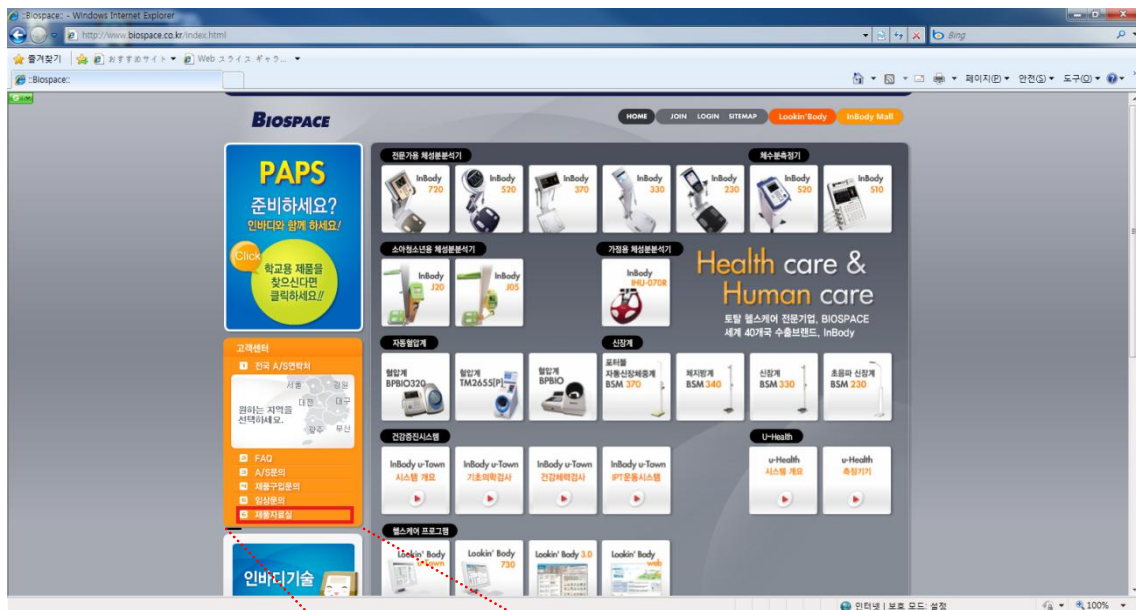 ::Biospace:: - Windows Internet Explorer
http://www.biospace.co.kr/index.html
Bing
즐겨찾기
おすすめサイト
Web スライス ギャラ...
::Biospace::
페이지(P)
안전(S)
도구(O)
BIOSPACE
HOME JOIN LOGIN SITEMAP Lookin'Body InBody Mall
PAPS
준비하세요?
인바디와 함께 하세요!
Click
학교용 제품을
찾으신다면
클릭하세요!!
고객센터
1 전국 A/S연락처
서울 강원
대전 대구
광주 부산
원하는 지역을
선택하세요.
FAQ
A/S문의
제품구입문의
임상문의
제품자료실
인바디기술
전문가용 체성분분석기
체수분측정기
InBody 720
InBody 520
InBody 370
InBody 330
InBody 230
InBody S20
InBody S10
소아청소년용 체성분분석기
가정용 체성분분석기
InBody J20
InBody J05
InBody IHU-070R
Health care &
Human care
토탈 헬스케어 전문기업, BIOSPACE
세계 40개국 수출브랜드, InBody
자동혈압계
신장계
혈압계 BPBIO320
혈압계 TM2655[P]
혈압계 BPBIO
포터블 자동신장체중계 BSM 370
체지방계 BSM 340
신장계 BSM 330
초음파 신장계 BSM 230
건강증진시스템
U-Health
InBody u-Town 시스템 개요
InBody u-Town 기초의학검사
InBody u-Town 건강체력검사
InBody u-Town IPT운동시스템
u-Health 시스템 개요
u-Health 측정기기
헬스케어 프로그램
Lookin' Body u-Town
Lookin' Body 730
Lookin' Body 3.0
Lookin' Body web
인터넷 | 보호 모드: 설정
100%